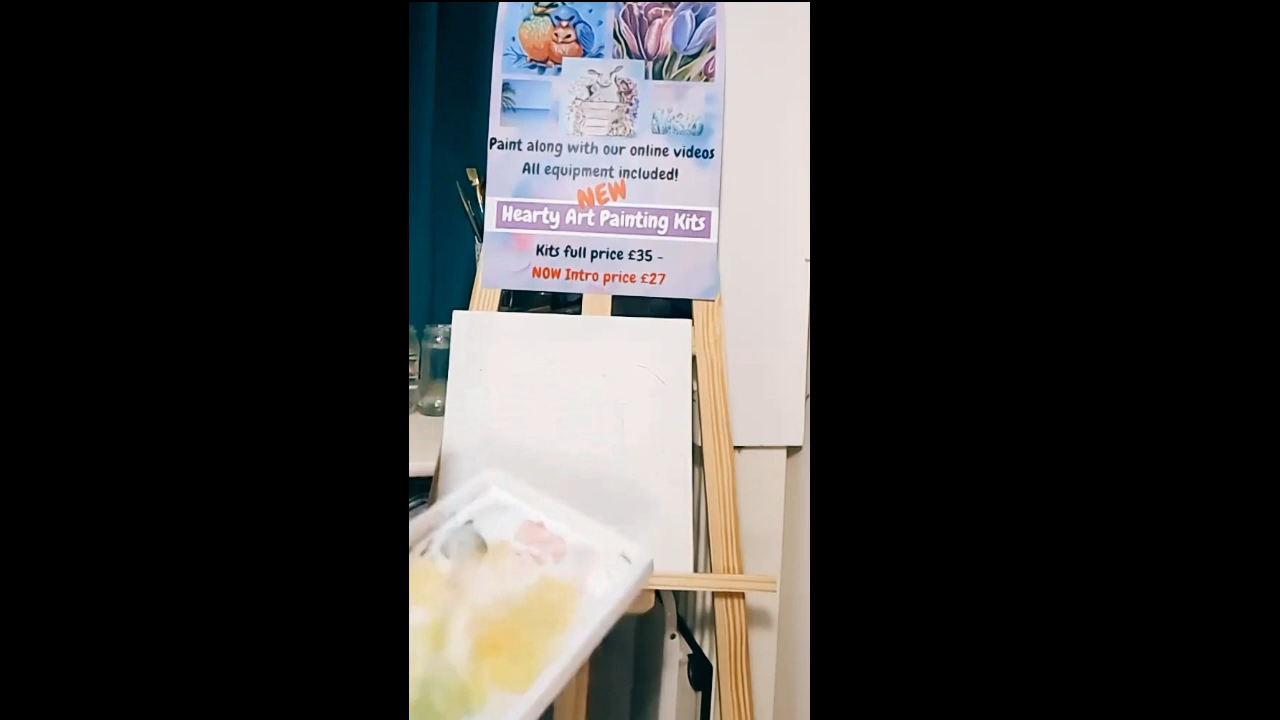 Paint along with our online videos
All equipment included!
NEW
Hearty Art Painting Kits
Kits full price £35 -
NOW Intro price £27